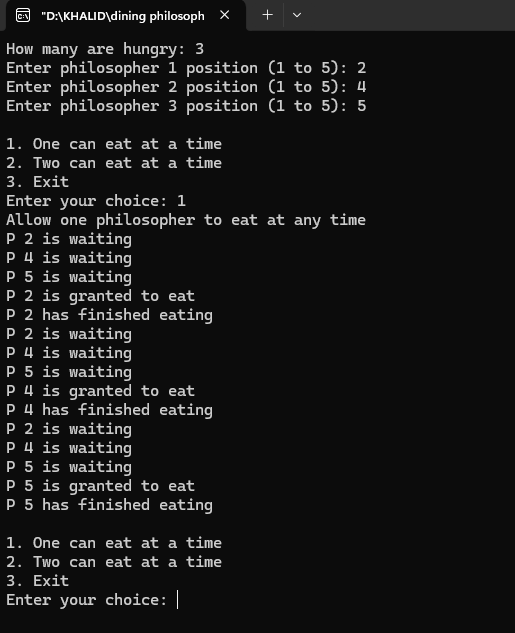 "D:\KHALID\dining philosoph
How many are hungry: 3
Enter philosopher 1 position (1 to 5): 2
Enter philosopher 2 position (1 to 5): 4
Enter philosopher 3 position (1 to 5): 5
1. One can eat at a time
2. Two can eat at a time
3. Exit
Enter your choice: 1
Allow one philosopher to eat at any time
P 2 is waiting
P 4 is waiting
P 5 is waiting
P 2 is granted to eat
P 2 has finished eating
P 2 is waiting
P 4 is waiting
P 5 is waiting
P 4 is granted to eat
P 4 has finished eating
P 2 is waiting
P 4 is waiting
P 5 is waiting
P 5 is granted to eat
P 5 has finished eating
1. One can eat at a time
2. Two can eat at a time
3. Exit
Enter your choice: